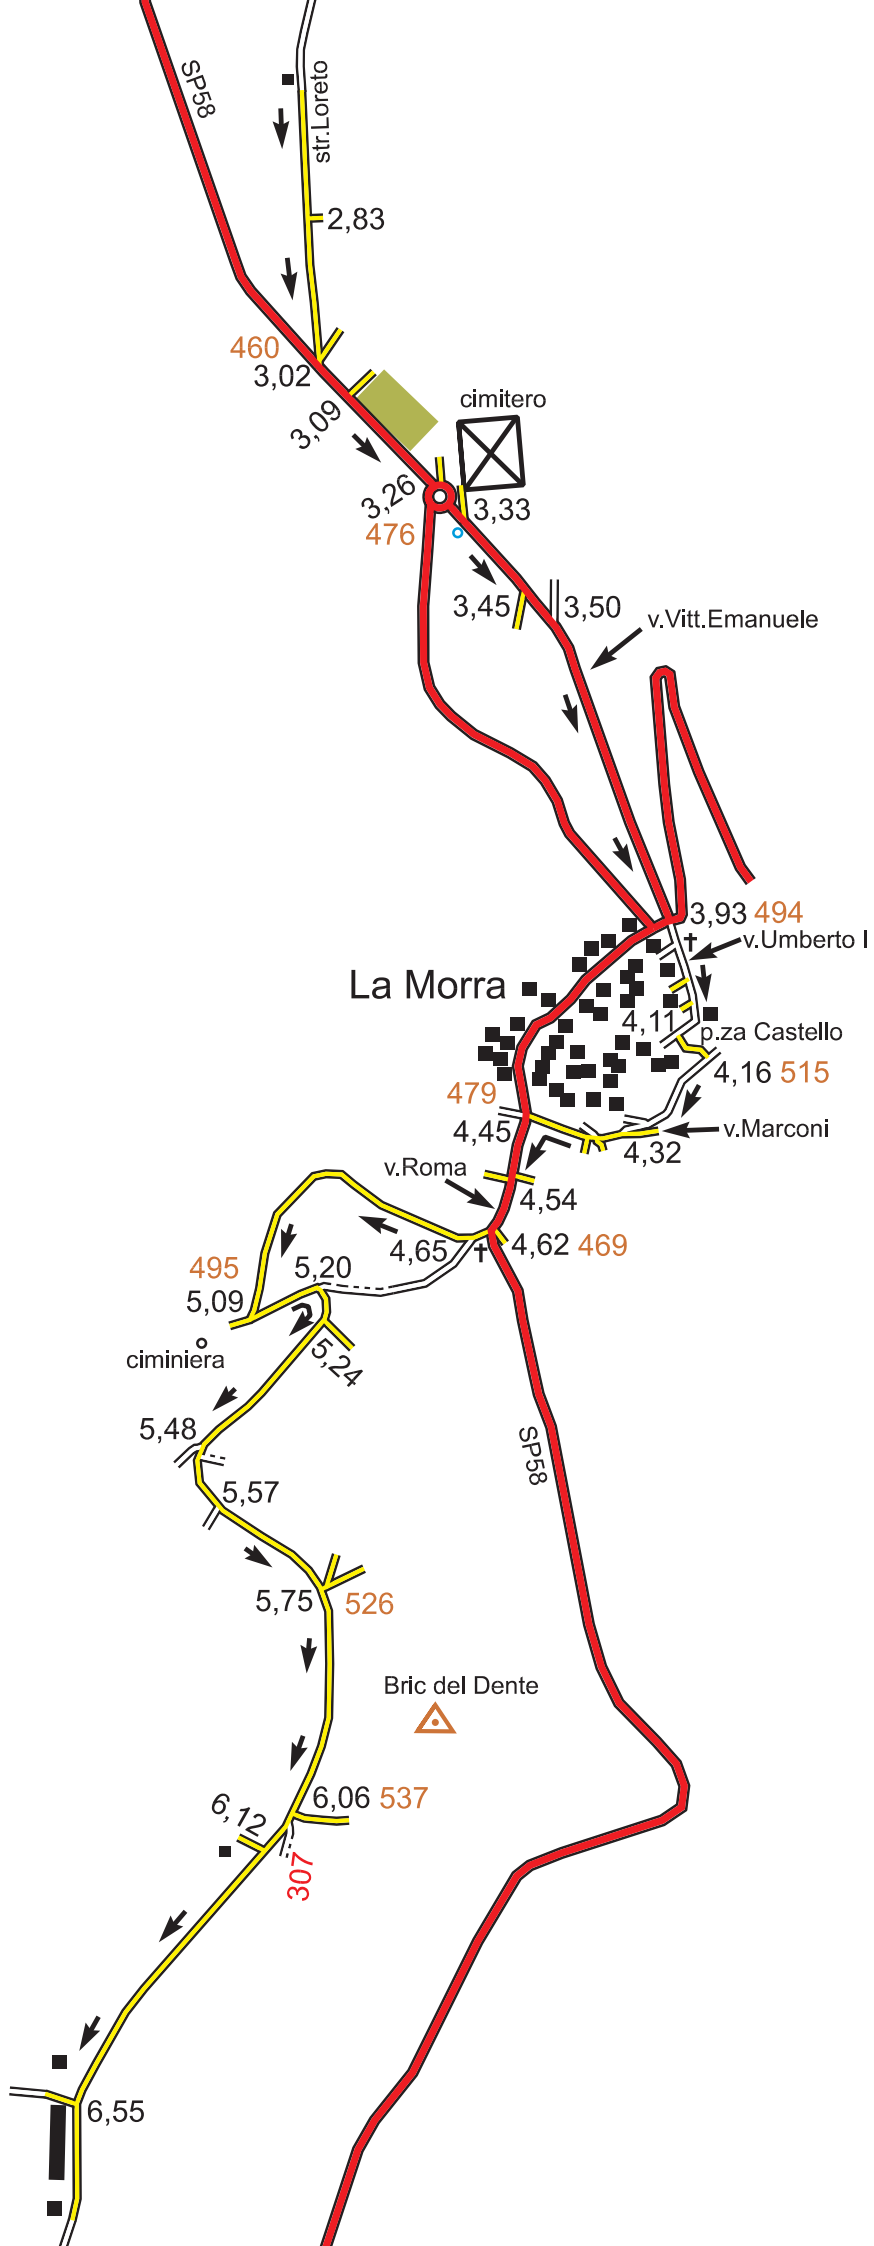 SP58
str.Loreto
2,83
460
3,02
3,09
cimitero
3,26
3,33
476
3,45
3,50
v.Vitt.Emanuele
3,93 494
v.Umberto I
La Morra
4,11
p.za Castello
4,16 515
479
4,45
v.Marconi
4,32
v.Roma
4,54
4,65
4,62 469
495
5,20
5,09
ciminiera
5,24
5,48
SP58
5,57
5,75
526
Bric del Dente
6,06 537
6,12
307
6,55